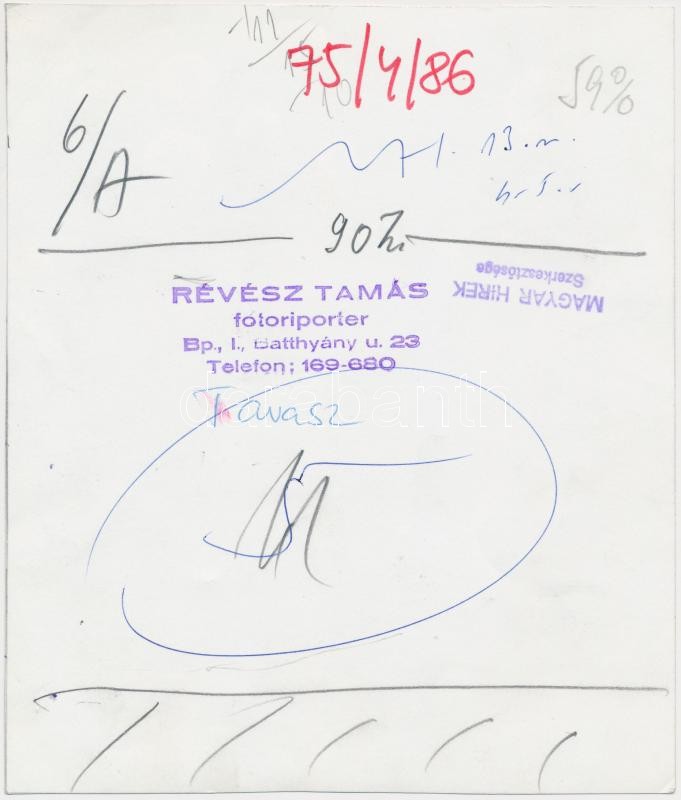 75/4/86
59%
6/A
13.
90
RÉVÉSZ TAMÁS
fotoriporter
Bp., I., Batthyány u. 23
Telefon: 169-680
MAGYAR HÍREK
Szerkesztősége
darabanth
Tavasz